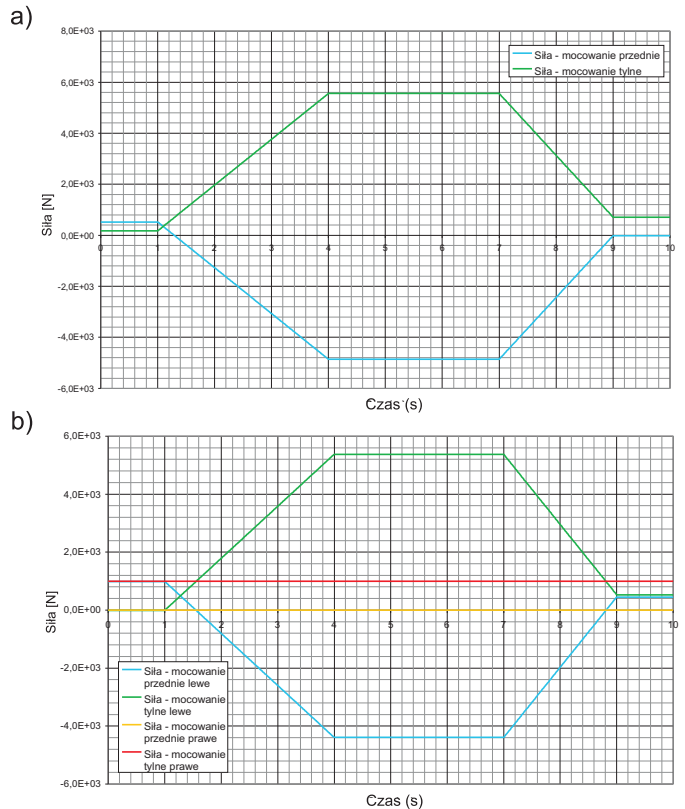 a)
8,0E+03
Siła - mocowanie przednie
Siła - mocowanie tylne
6,0E+03
4,0E+03
2,0E+03
0,0E+00
0 1 2 3 4 5 6 7 8 9 10
-2,0E+03
-4,0E+03
-6,0E+03
Siła [N]
Czas (s)
b)
6,0E+03
4,0E+03
2,0E+03
0,0E+00
0 1 2 3 4 5 6 7 8 9 10
-2,0E+03
-4,0E+03
-6,0E+03
Siła [N]
Siła - mocowanie
przednie lewe
Siła - mocowanie
tylne lewe
Siła - mocowanie
przednie prawe
Siła - mocowanie
tylne prawe
Czas (s)